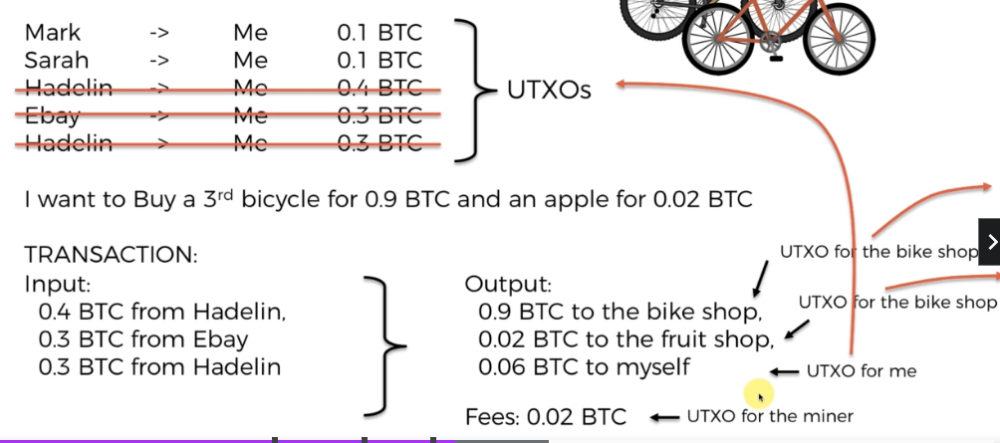 Mark -> Me 0.1 BTC
Sarah -> Me 0.1 BTC
Hadelin -> Me 0.4 BTC
Ebay -> Me 0.3 BTC
Hadelin > Me 0.3 BTC
UTXOs
I want to Buy a 3rd bicycle for 0.9 BTC and an apple for 0.02 BTC
TRANSACTION:
Input:
0.4 BTC from Hadelin,
0.3 BTC from Ebay
0.3 BTC from Hadelin
Output:
0.9 BTC to the bike shop,
0.02 BTC to the fruit shop,
0.06 BTC to myself
Fees: 0.02 BTC
UTXO for the bike shop
UTXO for the bike shop
UTXO for me
UTXO for the miner